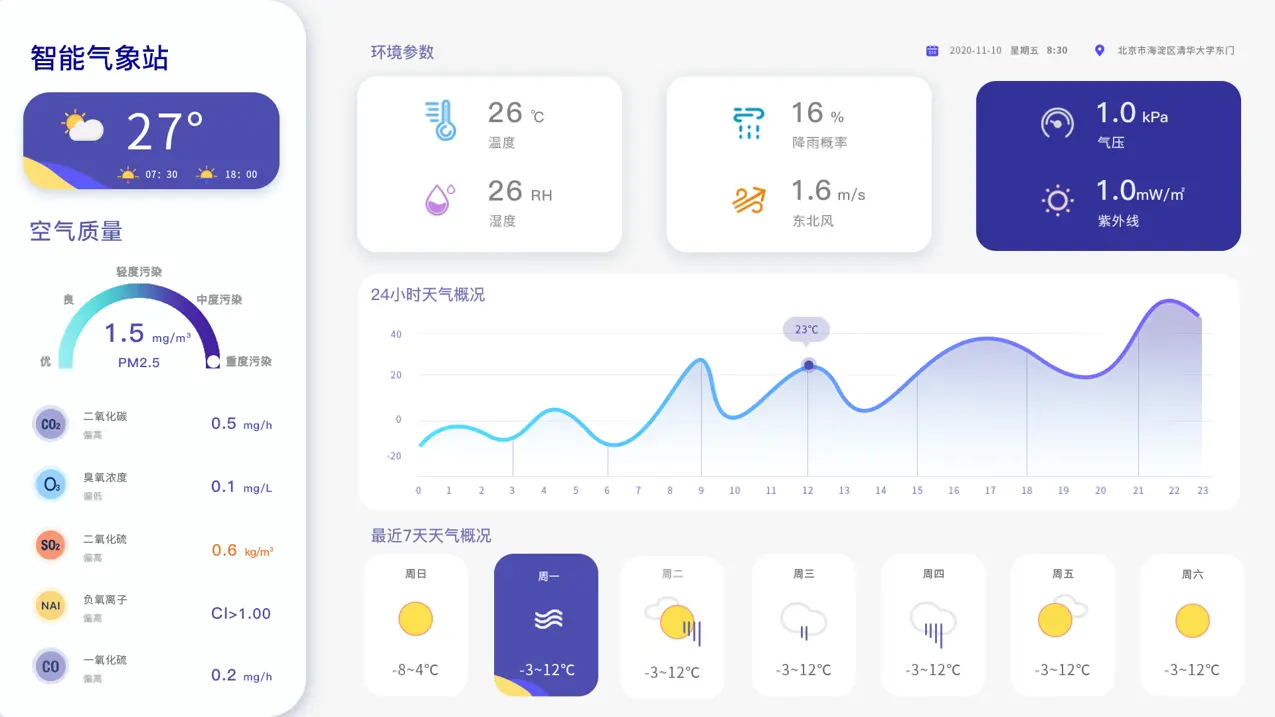 智能气象站
27°
07: 30
18: 00
空气质量
轻度污染
良
中度污染
1.5 mg/m³
优
PM2.5
重度污染
CO₂
二氧化碳
偏高
0.5 mg/h
O₃
臭氧浓度
偏低
0.1 mg/L
SO₂
二氧化硫
偏高
0.6 kg/m³
NAI
负氧离子
偏高
CI>1.00
CO
一氧化硫
偏高
0.2 mg/h
环境参数
2020-11-10 星期五 8:30
北京市海淀区清华大学东门
26 ℃
温度
26 RH
湿度
16 %
降雨概率
1.6 m/s
东北风
1.0 kPa
气压
1.0mW/㎡
紫外线
24小时天气概况
23℃
40
20
0
-20
0 1 2 3 4 5 6 7 8 9 10 11 12 13 14 15 16 17 18 19 20 21 22 23
最近7天天气概况
周日
-8~4℃
周一
-3~12℃
周二
-3~12℃
周三
-3~12℃
周四
-3~12℃
周五
-3~12℃
周六
-3~12℃